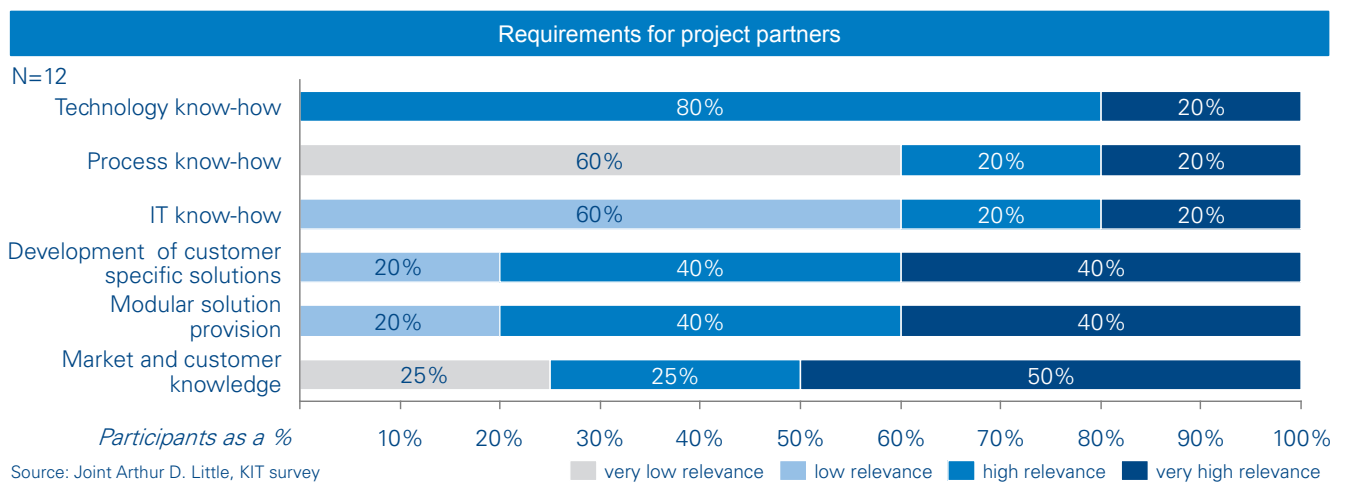 Requirements for project partners
N=12
Technology know-how 80% 20%
Process know-how 60% 20% 20%
IT know-how 60% 20% 20%
Development of customer
specific solutions 20% 40% 40%
Modular solution
provision 20% 40% 40%
Market and customer
knowledge 25% 25% 50%
Participants as a % 10% 20% 30% 40% 50% 60% 70% 80% 90% 100%
Source: Joint Arthur D. Little, KIT survey very low relevance low relevance high relevance very high relevance